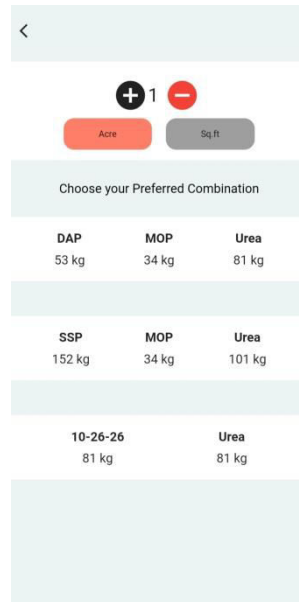 1
Acre Sq.ft
Choose your Preferred Combination
DAP MOP Urea
53 kg 34 kg 81 kg
SSP MOP Urea
152 kg 34 kg 101 kg
10-26-26 Urea
81 kg 81 kg